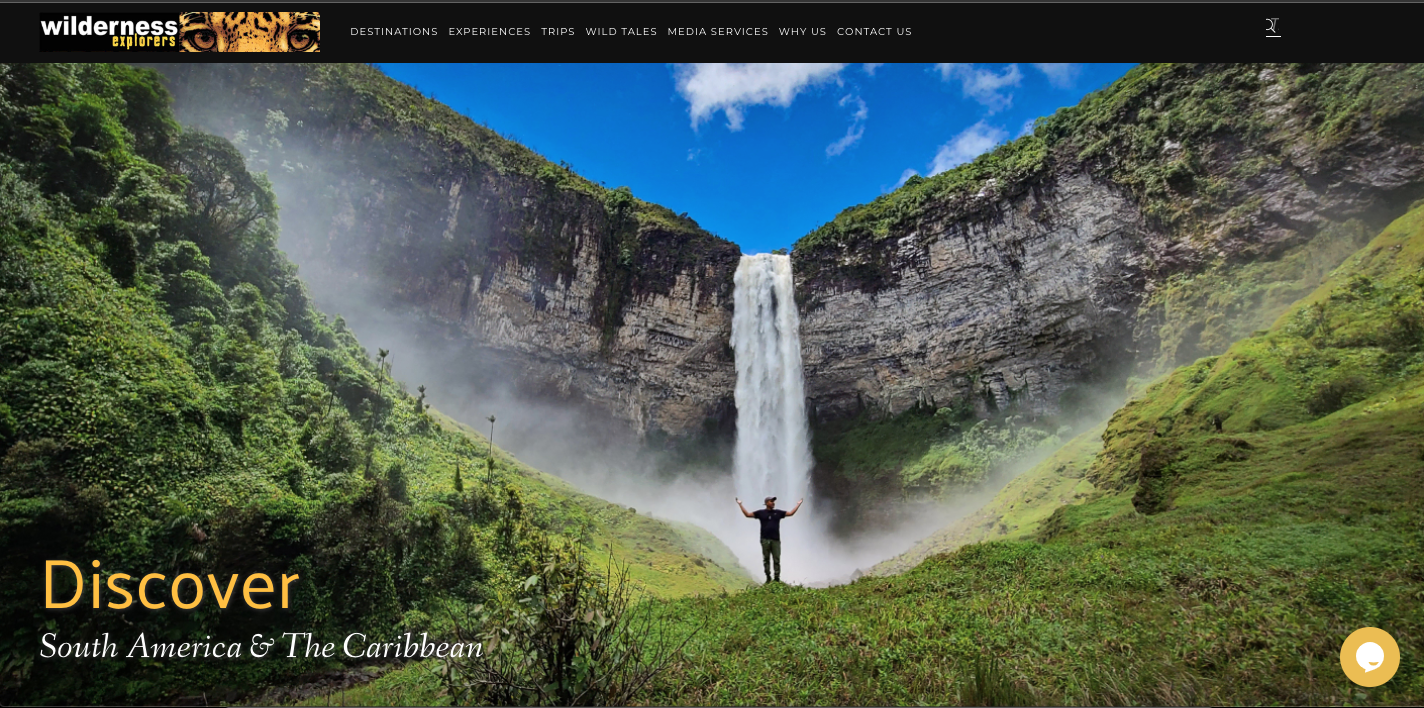 wilderness
explorers
DESTINATIONS EXPERIENCES TRIPS WILD TALES MEDIA SERVICES WHY US CONTACT US
Discover
South America & The Caribbean